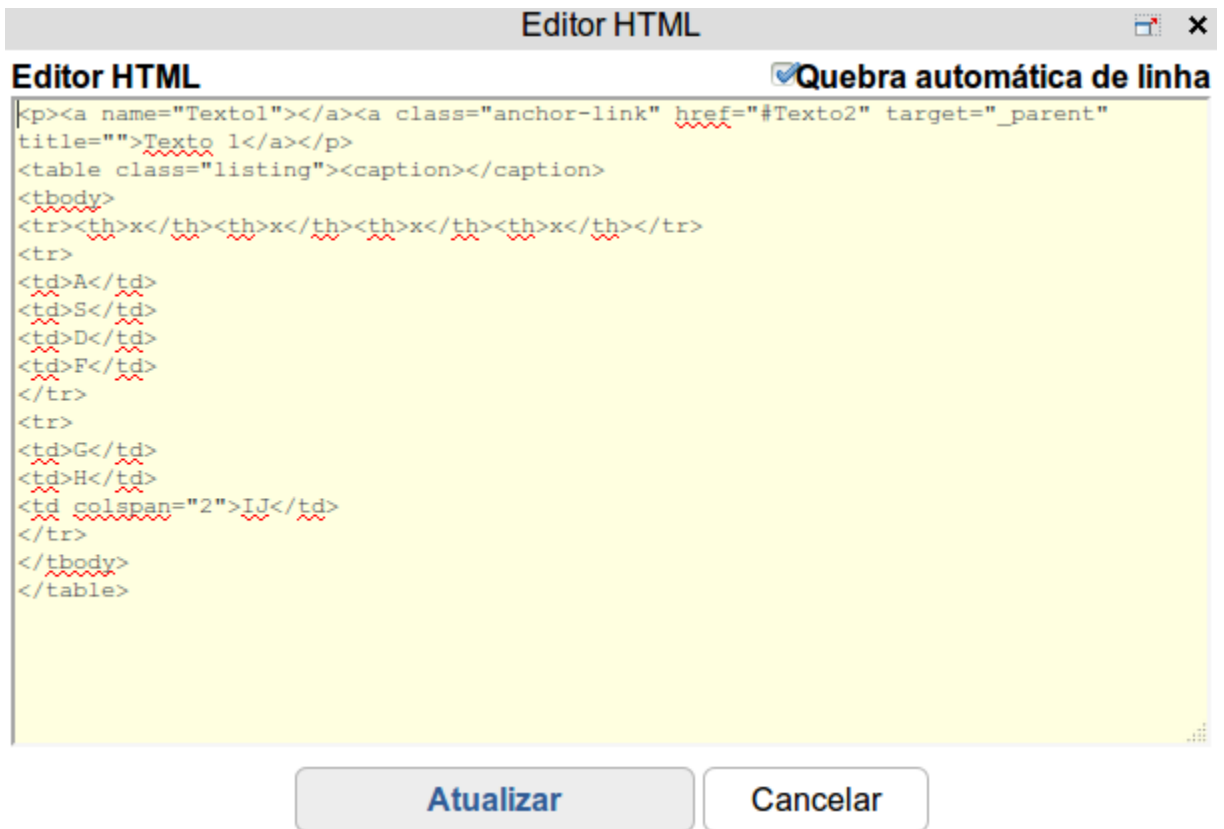 Editor HTML
Editor HTML
Quebra automática de linha
<p><a name="Texto1"></a><a class="anchor-link" href="#Texto2" target="_parent"
title="">Texto 1</a></p>
<table class="listing"><caption></caption>
<tbody>
<tr><th>x</th><th>x</th><th>x</th><th>x</th></tr>
<tr>
<td>A</td>
<td>S</td>
<td>D</td>
<td>F</td>
</tr>
<tr>
<td>G</td>
<td>H</td>
<td colspan="2">IJ</td>
</tr>
</tbody>
</table>
Atualizar
Cancelar